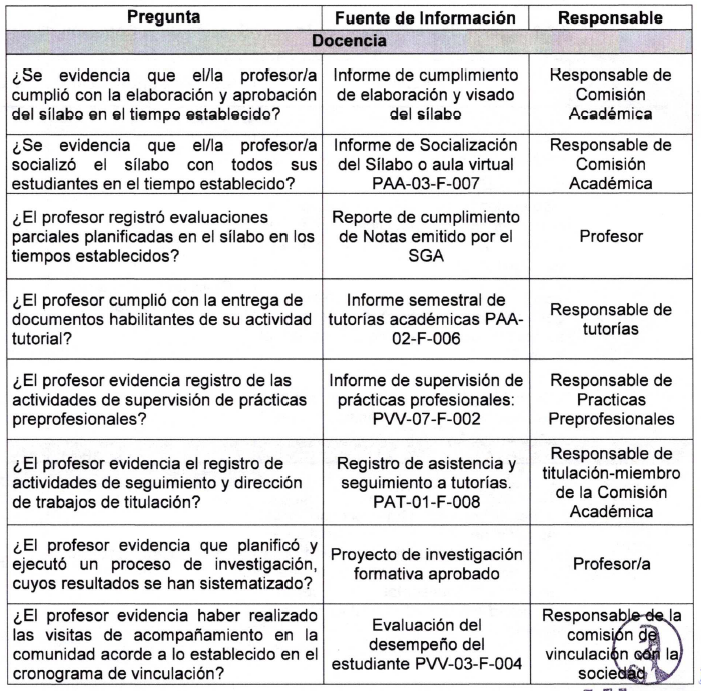 Pregunta Fuente de Información Responsable
Docencia
¿Se evidencia que el/la profesor/a
cumplió con la elaboración y aprobación
del sílabo en el tiempo establecido?
Informe de cumplimiento
de elaboración y visado
del sílabo
Responsable de
Comisión
Académica
¿Se evidencia que el/la profesor/a
socializó el sílabo con todos sus
estudiantes en el tiempo establecido?
Informe de Socialización
del Sílabo o aula virtual
PAA-03-F-007
Responsable de
Comisión
Académica
¿El profesor registró evaluaciones
parciales planificadas en el sílabo en los
tiempos establecidos?
Reporte de cumplimiento
de Notas emitido por el
SGA
Profesor
¿El profesor cumplió con la entrega de
documentos habilitantes de su actividad
tutorial?
Informe semestral de
tutorías académicas PAA-
02-F-006
Responsable de
tutorías
¿El profesor evidencia registro de las
actividades de supervisión de prácticas
preprofesionales?
Informe de supervisión de
prácticas profesionales:
PVV-07-F-002
Responsable de
Practicas
Preprofesionales
¿El profesor evidencia el registro de
actividades de seguimiento y dirección
de trabajos de titulación?
Registro de asistencia y
seguimiento a tutorías.
PAT-01-F-008
Responsable de
titulación-miembro
de la Comisión
Académica
¿El profesor evidencia que planificó y
ejecutó un proceso de investigación,
cuyos resultados se han sistematizado?
Proyecto de investigación
formativa aprobado
Profesor/a
¿El profesor evidencia haber realizado
las visitas de acompañamiento en la
comunidad acorde a lo establecido en el
cronograma de vinculación?
Evaluación del
desempeño del
estudiante PVV-03-F-004
Responsable de la
comisión de
vinculación con la
sociedad